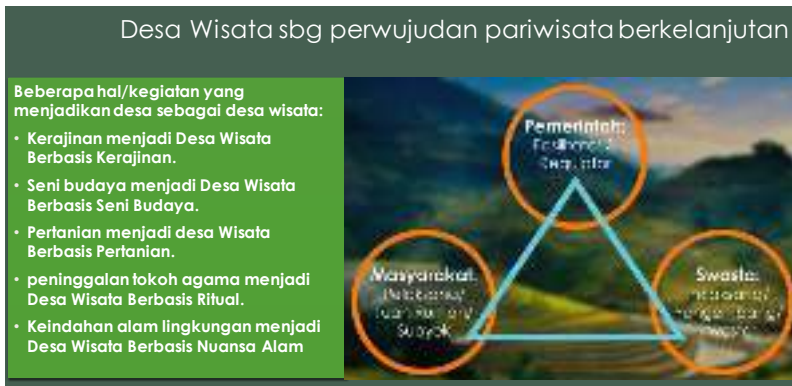 Desa Wisata sbg perwujudan pariwisata berkelanjutan
Beberapa hal/kegiatan yang
menjadikan desa sebagai desa wisata:
• Kerajinan menjadi Desa Wisata
Berbasis Kerajinan.
• Seni budaya menjadi Desa Wisata
Berbasis Seni Budaya.
• Pertanian menjadi desa Wisata
Berbasis Pertanian.
• peninggalan tokoh agama menjadi
Desa Wisata Berbasis Ritual.
• Keindahan alam lingkungan menjadi
Desa Wisata Berbasis Nuansa Alam
Pemerintah:
Masyarakat:
Swasta: